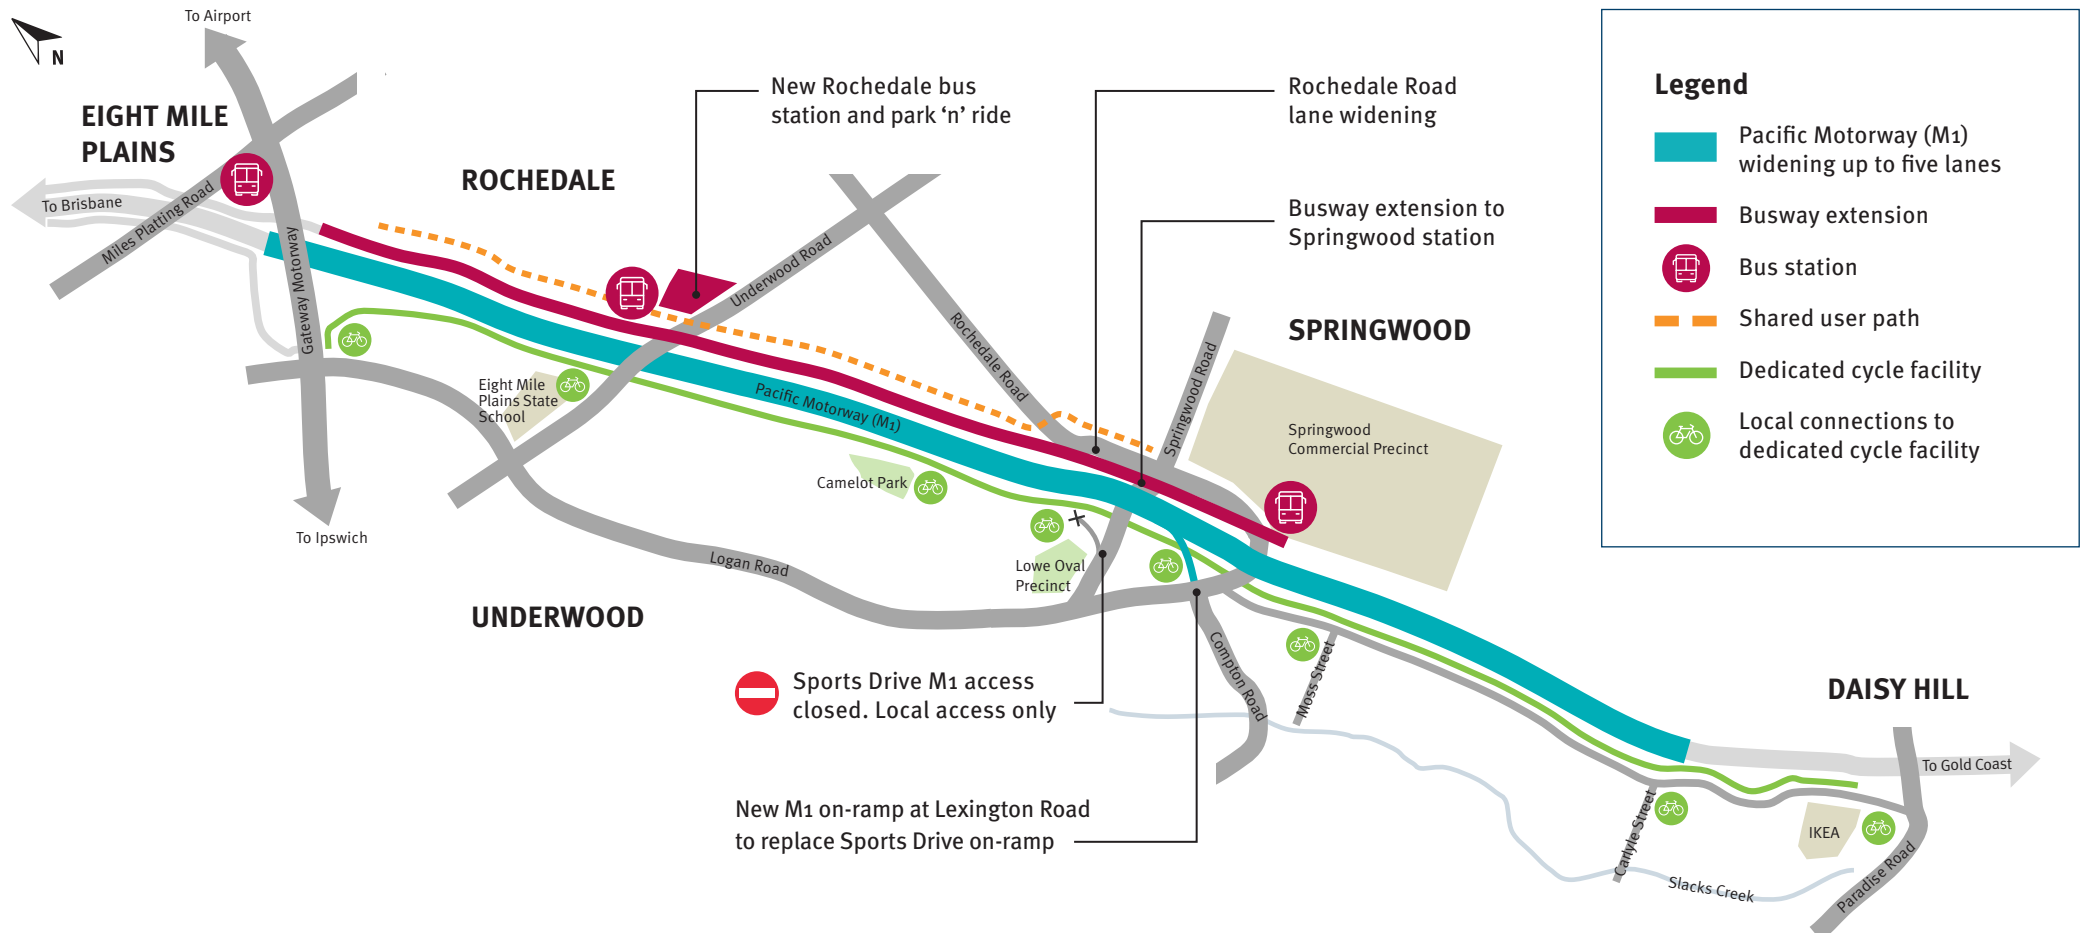 To Airport
N
EIGHT MILE
PLAINS
To Brisbane
Miles Platting Road
Gateway Motorway
To Ipswich
ROCHEDALE
New Rochedale bus
station and park ‘n’ ride
Underwood Road
Rochedale Road
lane widening
Busway extension to
Springwood station
Rochedale Road
Springwood Road
SPRINGWOOD
Springwood
Commercial Precinct
Eight Mile
Plains State
School
Pacific Motorway (M1)
Camelot Park
Lowe Oval
Precinct
Logan Road
UNDERWOOD
Compton Road
Moss Street
Sports Drive M1 access
closed. Local access only
New M1 on-ramp at Lexington Road
to replace Sports Drive on-ramp
DAISY HILL
To Gold Coast
Carlyle Street
IKEA
Paradise Road
Slacks Creek
Legend
Pacific Motorway (M1)
widening up to five lanes
Busway extension
Bus station
Shared user path
Dedicated cycle facility
Local connections to
dedicated cycle facility